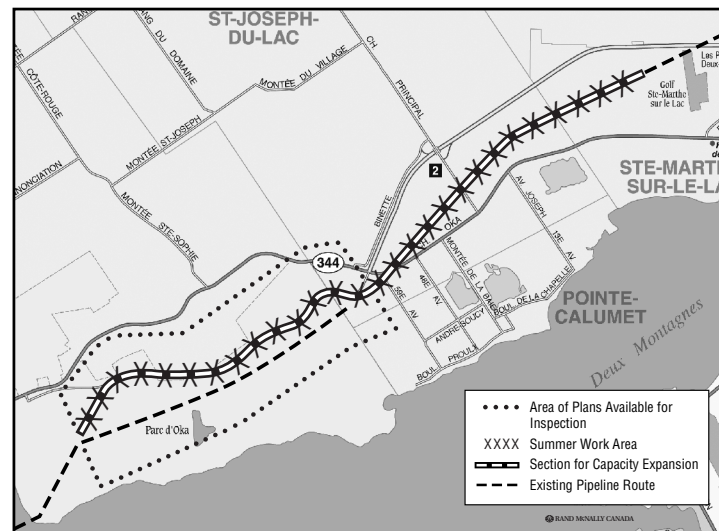 ST-JOSEPH-
DU-LAC
RANG DU DOMAINE
CÔTE-ROUGE
MONTÉE DU VILLAGE
MONTÉE
ST-JOSEPH
CH
PRINCIPAL
Golf
Ste-Marthe
sur le Lac
STE-MART
SUR-LE-LA
MONTÉE
STE-SOPHIE
BINETTE
2
344
OKA
AV JOSEPH
13E AV.
MONTÉE
DE LA BAIE
48E AV.
59E AV
ANDRÉ SOUCY
BOUL DE LA CHAPELLE
BOUL PROULX
POINTE-
CALUMET
Deux Montagnes
Parc d'Oka
Area of Plans Available for
Inspection
XXXX Summer Work Area
Section for Capacity Expansion
Existing Pipeline Route
RAND MCNALLY CANADA